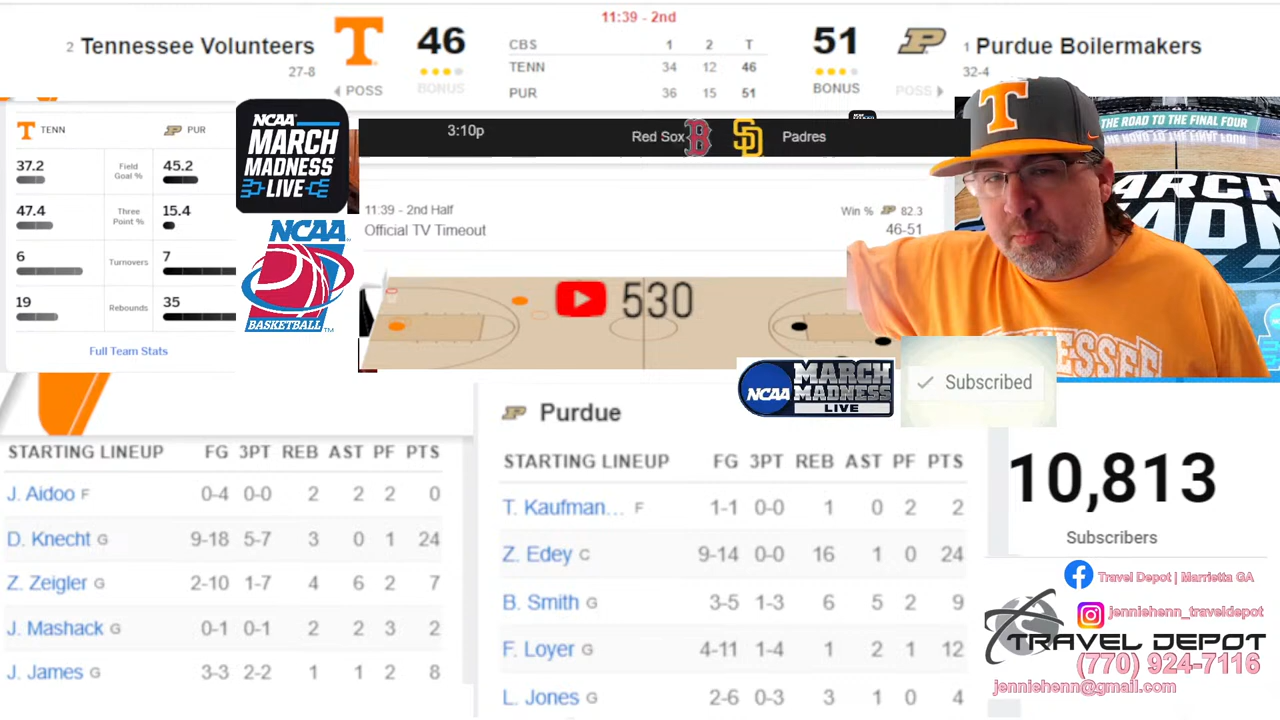 11:39 - 2nd
2 Tennessee Volunteers
27-8
T
46
BONUS
POSS
CBS 1 2 T
TENN 34 12 46
PUR 36 15 51
51
BONUS
P
POSS
1 Purdue Boilermakers
32-4
T TENN P PUR
37.2 Field Goal % 45.2
47.4 Three Point % 15.4
6 Turnovers 7
19 Rebounds 35
Full Team Stats
NCAA
MARCH
MADNESS
LIVE
NCAA
BASKETBALL™
3:10p Red Sox B SD Padres
11:39 - 2nd Half
Official TV Timeout
Win % P 82.3
46-51
530
THE ROAD TO THE FINAL FOUR
T
TENNESSEE
NCAA MARCH
MADNESS
LIVE
Subscribed
STARTING LINEUP FG 3PT REB AST PF PTS
J. Aidoo F 0-4 0-0 2 2 2 0
D. Knecht G 9-18 5-7 3 0 1 24
Z. Zeigler G 2-10 1-7 4 6 2 7
J. Mashack G 0-1 0-1 2 2 3 2
J. James G 3-3 2-2 1 1 2 8
P Purdue
STARTING LINEUP FG 3PT REB AST PF PTS
T. Kaufman... F 1-1 0-0 1 0 2 2
Z. Edey C 9-14 0-0 16 1 0 24
B. Smith G 3-5 1-3 6 5 2 9
F. Loyer G 4-11 1-4 1 2 1 12
L. Jones G 2-6 0-3 3 1 0 4
10,813
Subscribers
Travel Depot | Marrietta GA
jenniehenn_traveldepot
TRAVEL DEPOT
(770) 924-7116
jenniehenn@gmail.com